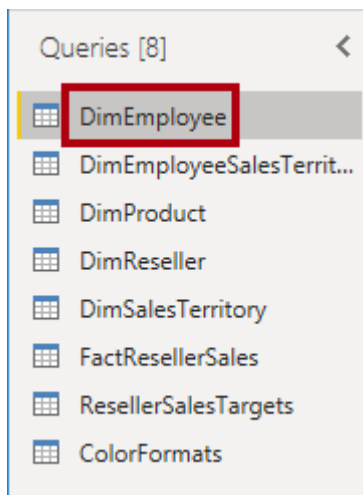 Queries [8]
DimEmployee
DimEmployeeSalesTerrit...
DimProduct
DimReseller
DimSalesTerritory
FactResellerSales
ResellerSalesTargets
ColorFormats